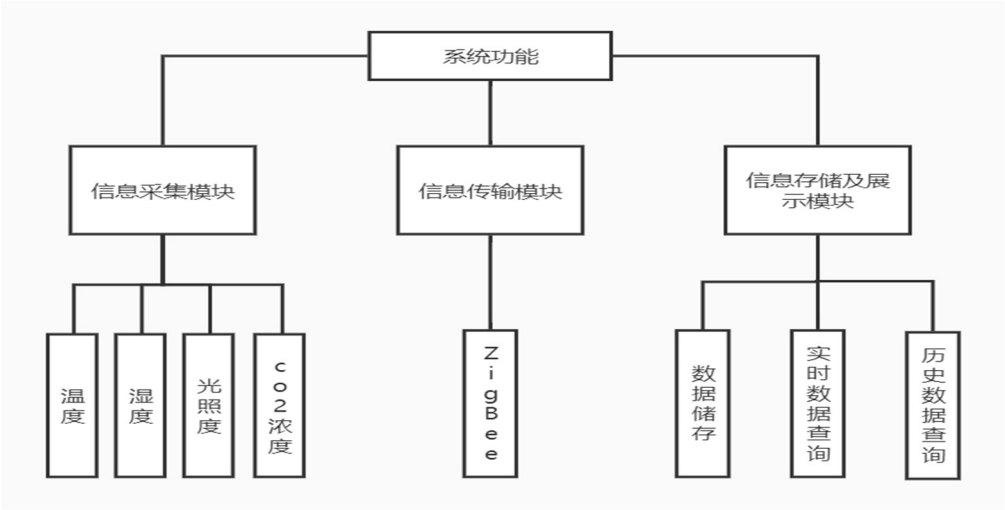 系统功能
信息采集模块
信息传输模块
信息存储及展
示模块
温度
湿度
光照度
co2浓度
ZigBee
数据储存
实时数据查询
历史数据查询